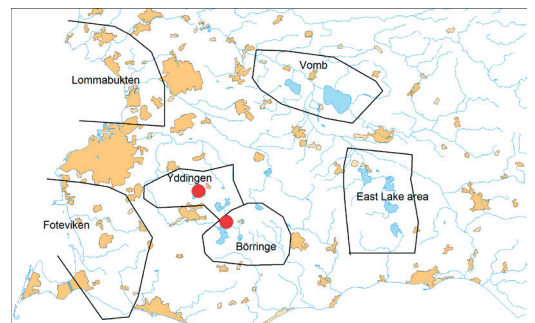 Vomb
Lommabukten
Yddingen
East Lake area
Foteviken
Börringe